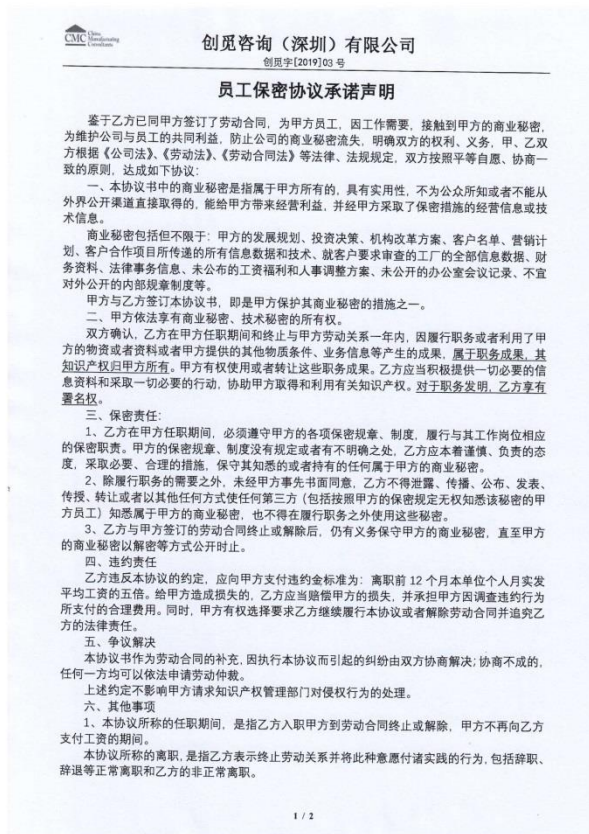 CMC China Manufacturing Consultants
创觅咨询（深圳）有限公司
创觅字[2019]03 号
员工保密协议承诺声明
鉴于乙方已同甲方签订了劳动合同，为甲方员工，因工作需要，接触到甲方的商业秘密，
为维护公司与员工的共同利益，防止公司的商业秘密流失，明确双方的权利、义务，甲、乙双
方根据《公司法》、《劳动法》、《劳动合同法》等法律、法规规定，双方按照平等自愿、协商一
致的原则，达成如下协议：
一、本协议书中的商业秘密是指属于甲方所有的，具有实用性，不为公众所知或者不能从
外界公开渠道直接取得的，能给甲方带来经营利益，并经甲方采取了保密措施的经营信息或技
术信息。
商业秘密包括但不限于：甲方的发展规划、投资决策、机构改革方案、客户名单、营销计
划、客户合作项目所传递的所有信息数据和技术、就客户要求审查的工厂的全部信息数据、财
务资料、法律事务信息、未公布的工资福利和人事调整方案、未公开的办公室会议记录、不宜
对外公开的内部规章制度等。
甲方与乙方签订本协议书，即是甲方保护其商业秘密的措施之一。
二、甲方依法享有商业秘密、技术秘密的所有权。
双方确认，乙方在甲方任职期间和终止与甲方劳动关系一年内，因履行职务或者利用了甲
方的物资或者资料或者甲方提供的其他物质条件、业务信息等产生的成果，属于职务成果，其
知识产权归甲方所有。甲方有权使用或者转让这些职务成果。乙方应当积极提供一切必要的信
息资料和采取一切必要的行动，协助甲方取得和利用有关知识产权。对于职务发明，乙方享有
署名权。
三、保密责任：
1、乙方在甲方任职期间，必须遵守甲方的各项保密规章、制度，履行与其工作岗位相应
的保密职责。甲方的保密规章、制度没有规定或者有不明确之处，乙方应本着谨慎、负责的态
度，采取必要、合理的措施，保守其知悉的或者持有的任何属于甲方的商业秘密。
2、除履行职务的需要之外，未经甲方事先书面同意，乙方不得泄露、传播、公布、发表、
传授、转让或者以其他任何方式使任何第三方（包括按照甲方的保密规定无权知悉该秘密的甲
方员工）知悉属于甲方的商业秘密，也不得在履行职务之外使用这些秘密。
3、乙方与甲方签订的劳动合同终止或解除后，仍有义务保守甲方的商业秘密，直至甲方
的商业秘密以解密等方式公开时止。
四、违约责任
乙方违反本协议的约定，应向甲方支付违约金标准为：离职前 12 个月本单位个人月实发
平均工资的五倍。给甲方造成损失的，乙方应当赔偿甲方的损失，并承担甲方因调查违约行为
所支付的合理费用。同时，甲方有权选择要求乙方继续履行本协议或者解除劳动合同并追究乙
方的法律责任。
五、争议解决
本协议书作为劳动合同的补充，因执行本协议而引起的纠纷由双方协商解决；协商不成的，
任何一方均可以依法申请劳动仲裁。
上述约定不影响甲方请求知识产权管理部门对侵权行为的处理。
六、其他事项
1、本协议所称的任职期间，是指乙方入职甲方到劳动合同终止或解除，甲方不再向乙方
支付工资的期间。
本协议所称的离职，是指乙方表示终止劳动关系并将此种意愿付诸实践的行为，包括辞职、
辞退等正常离职和乙方的非正常离职。
1 / 2